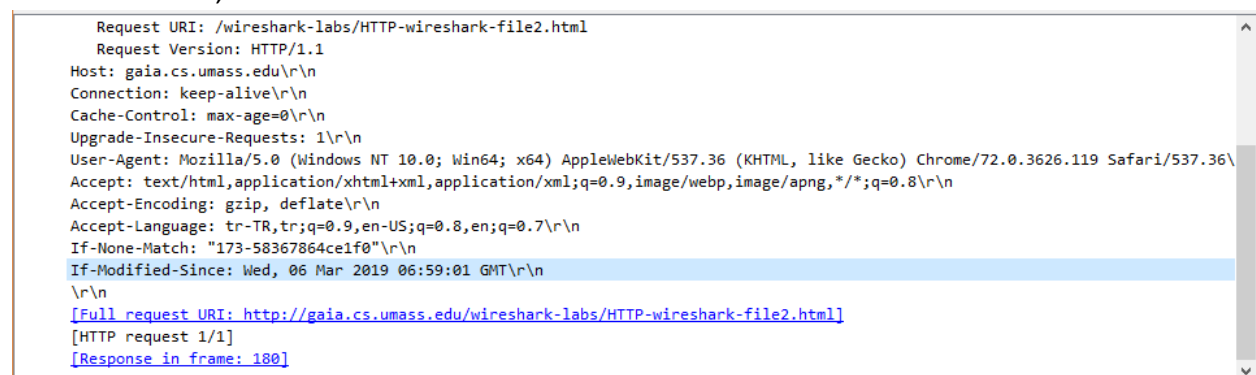 Request URI: /wireshark-labs/HTTP-wireshark-file2.html
Request Version: HTTP/1.1
Host: gaia.cs.umass.edu\r\n
Connection: keep-alive\r\n
Cache-Control: max-age=0\r\n
Upgrade-Insecure-Requests: 1\r\n
User-Agent: Mozilla/5.0 (Windows NT 10.0; Win64; x64) AppleWebKit/537.36 (KHTML, like Gecko) Chrome/72.0.3626.119 Safari/537.36\
Accept: text/html,application/xhtml+xml,application/xml;q=0.9,image/webp,image/apng,*/*;q=0.8\r\n
Accept-Encoding: gzip, deflate\r\n
Accept-Language: tr-TR,tr;q=0.9,en-US;q=0.8,en;q=0.7\r\n
If-None-Match: "173-58367864ce1f0"\r\n
If-Modified-Since: Wed, 06 Mar 2019 06:59:01 GMT\r\n
\r\n
[Full request URI: http://gaia.cs.umass.edu/wireshark-labs/HTTP-wireshark-file2.html]
[HTTP request 1/1]
[Response in frame: 180]